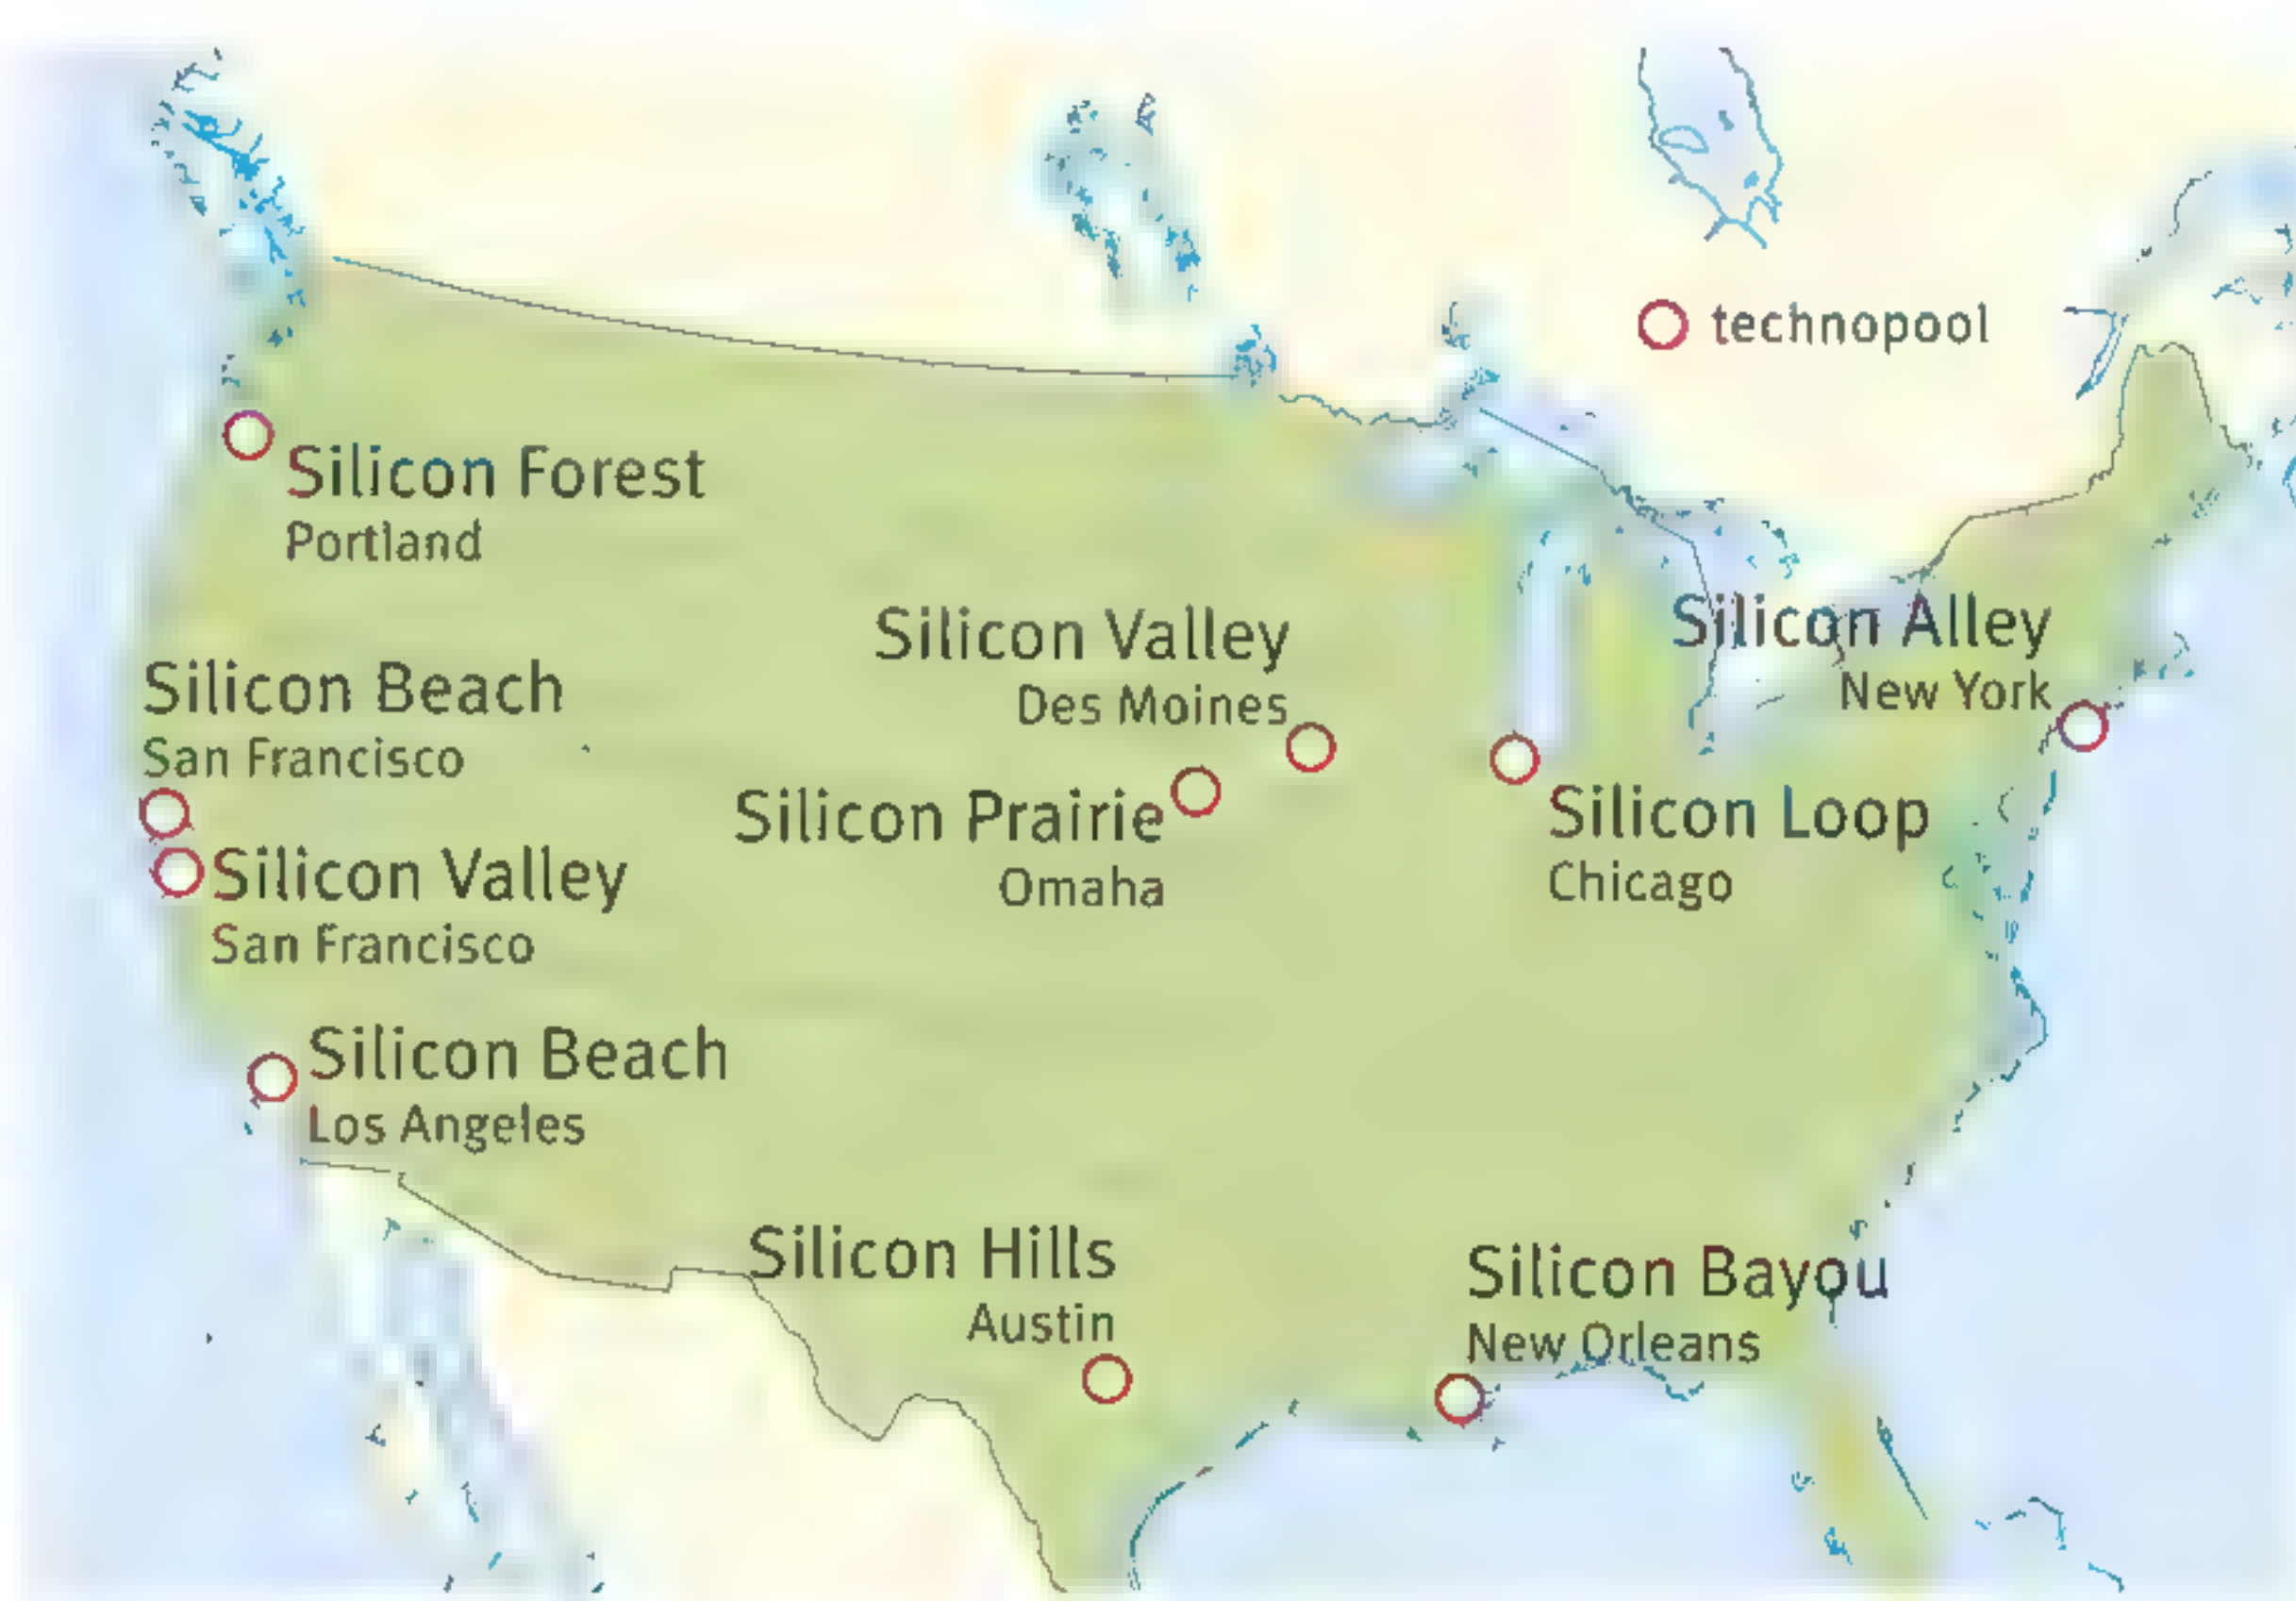 technopool
Silicon Forest
Portland
Silicon Valley
Des Moines
Silicon Alley
New York
Silicon Beach
San Francisco
Silicon Prairie
Omaha
Silicon Loop
Chicago
Silicon Valley
San Francisco
Silicon Beach
Los Angeles
Silicon Hills
Austin
Silicon Bayou
New Orleans